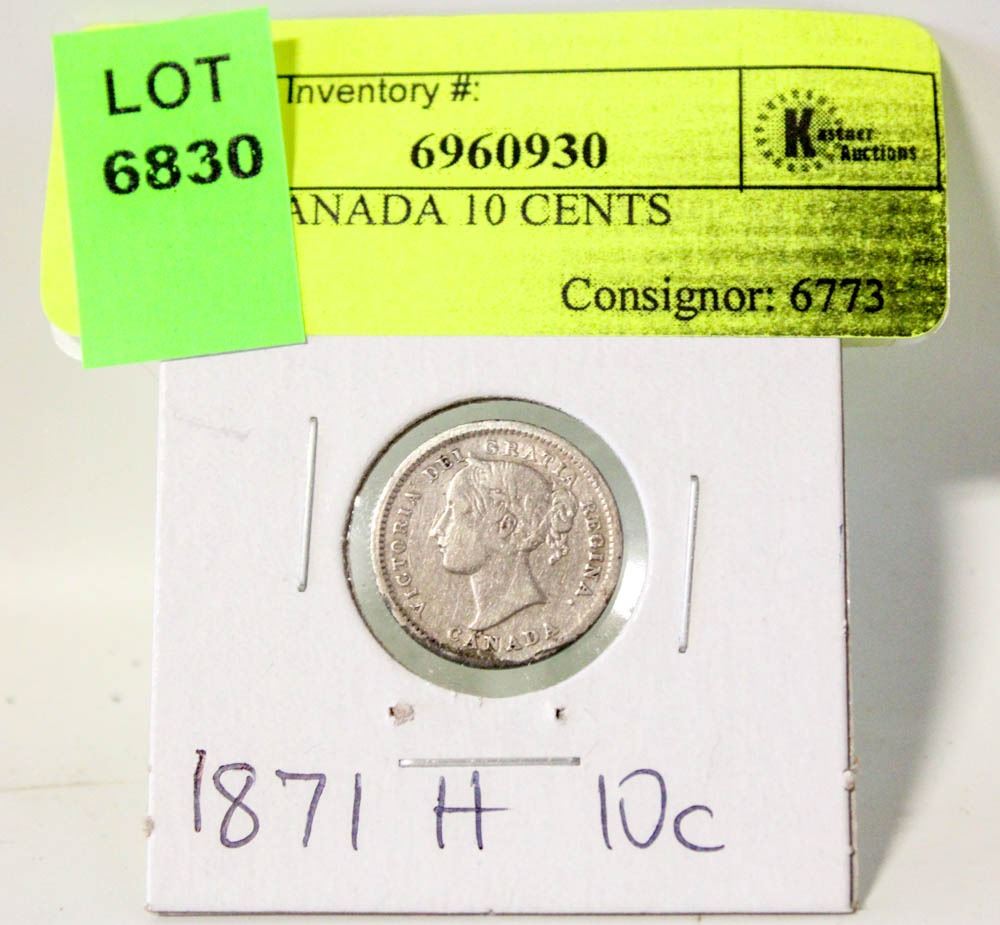 LOT
6830
Inventory #:
6960930
Kastner
Auctions
ANADA 10 CENTS
Consignor: 6773
VICTORIA DEI GRATIA REGINA.
CANADA
1871 H 10c